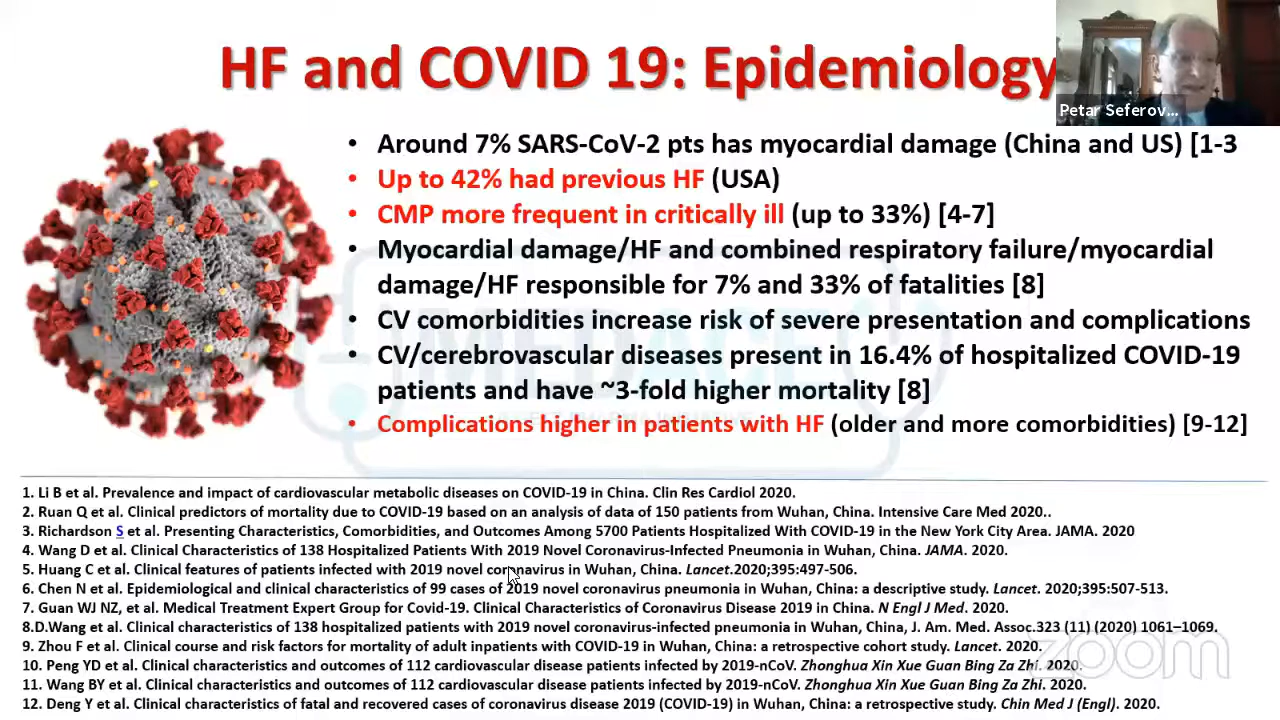 HF and COVID 19: Epidemiology
Petar Seferov...
• Around 7% SARS-CoV-2 pts has myocardial damage (China and US) [1-3
• Up to 42% had previous HF (USA)
• CMP more frequent in critically ill (up to 33%) [4-7]
• Myocardial damage/HF and combined respiratory failure/myocardial
damage/HF responsible for 7% and 33% of fatalities [8]
• CV comorbidities increase risk of severe presentation and complications
• CV/cerebrovascular diseases present in 16.4% of hospitalized COVID-19
patients and have ~3-fold higher mortality [8]
• Complications higher in patients with HF (older and more comorbidities) [9-12]
MEDACE
1. Li B et al. Prevalence and impact of cardiovascular metabolic diseases on COVID-19 in China. Clin Res Cardiol 2020.
2. Ruan Q et al. Clinical predictors of mortality due to COVID-19 based on an analysis of data of 150 patients from Wuhan, China. Intensive Care Med 2020..
3. Richardson S et al. Presenting Characteristics, Comorbidities, and Outcomes Among 5700 Patients Hospitalized With COVID-19 in the New York City Area. JAMA. 2020
4. Wang D et al. Clinical Characteristics of 138 Hospitalized Patients With 2019 Novel Coronavirus-Infected Pneumonia in Wuhan, China. JAMA. 2020.
5. Huang C et al. Clinical features of patients infected with 2019 novel coronavirus in Wuhan, China. Lancet.2020;395:497-506.
6. Chen N et al. Epidemiological and clinical characteristics of 99 cases of 2019 novel coronavirus pneumonia in Wuhan, China: a descriptive study. Lancet. 2020;395:507-513.
7. Guan WJ NZ, et al. Medical Treatment Expert Group for Covid-19. Clinical Characteristics of Coronavirus Disease 2019 in China. N Engl J Med. 2020.
8.D.Wang et al. Clinical characteristics of 138 hospitalized patients with 2019 novel coronavirus-infected pneumonia in Wuhan, China, J. Am. Med. Assoc.323 (11) (2020) 1061–1069.
9. Zhou F et al. Clinical course and risk factors for mortality of adult inpatients with COVID-19 in Wuhan, China: a retrospective cohort study. Lancet. 2020.
10. Peng YD et al. Clinical characteristics and outcomes of 112 cardiovascular disease patients infected by 2019-nCoV. Zhonghua Xin Xue Guan Bing Za Zhi. 2020.
11. Wang BY et al. Clinical characteristics and outcomes of 112 cardiovascular disease patients infected by 2019-nCoV. Zhonghua Xin Xue Guan Bing Za Zhi. 2020.
12. Deng Y et al. Clinical characteristics of fatal and recovered cases of coronavirus disease 2019 (COVID-19) in Wuhan, China: a retrospective study. Chin Med J (Engl). 2020.
zoom